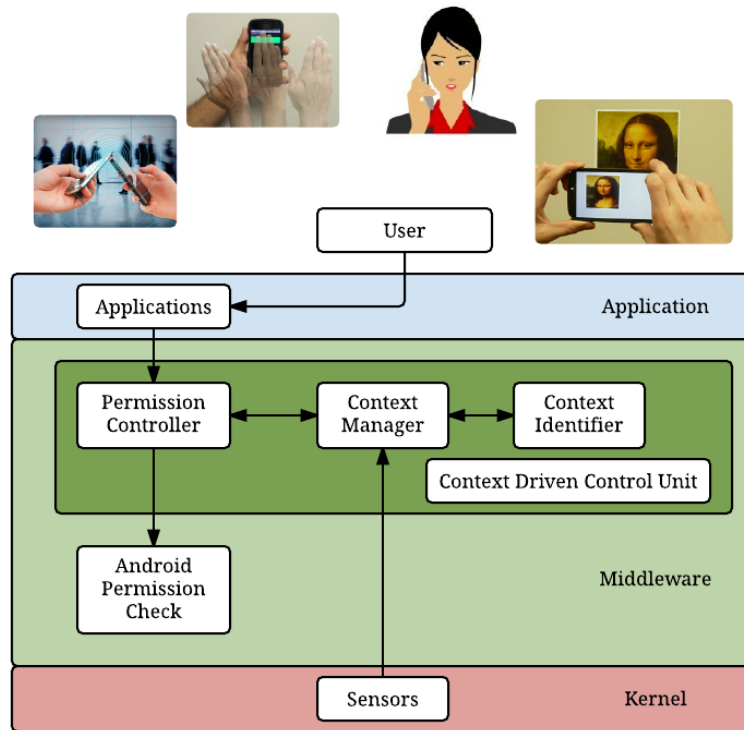 User
Applications
Application
Permission
Controller
Context
Manager
Context
Identifier
Context Driven Control Unit
Android
Permission
Check
Middleware
Sensors
Kernel